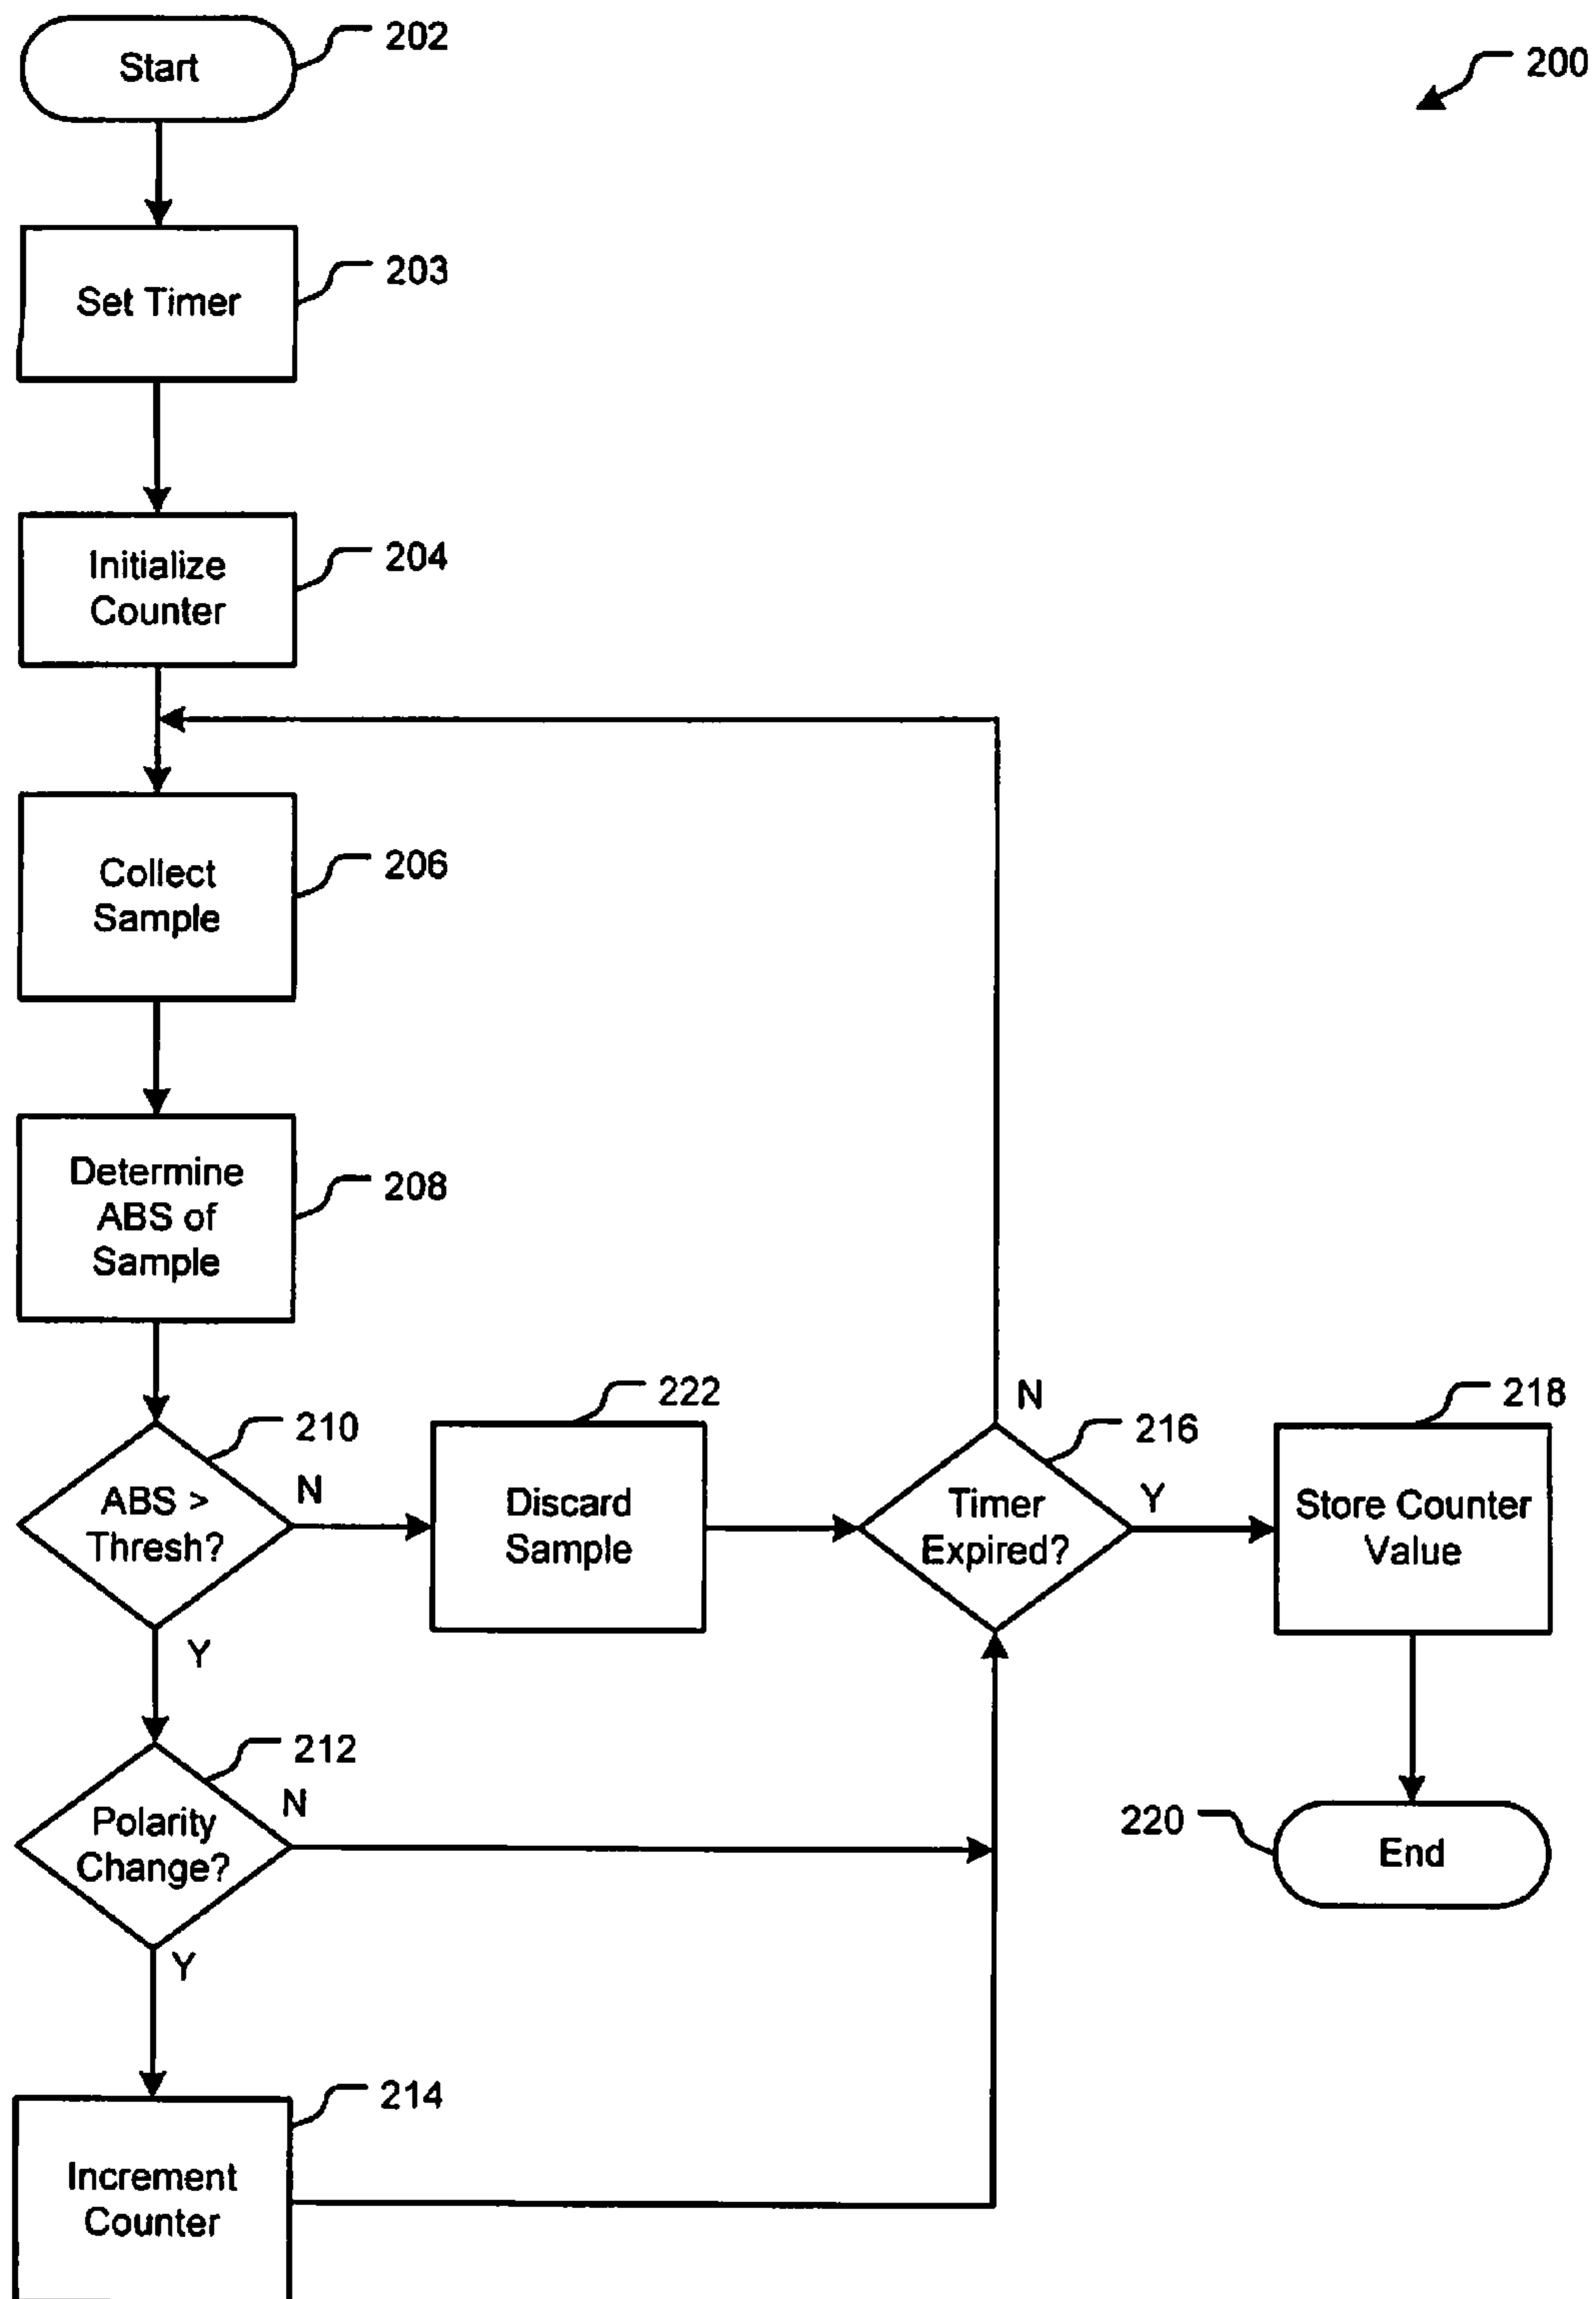 Start
202
200
Set Timer
203
Initialize
Counter
204
Collect
Sample
206
Determine
ABS of
Sample
208
ABS >
Thresh?
210
N
Y
Discard
Sample
222
Timer
Expired?
216
N
Y
Store Counter
Value
218
Polarity
Change?
212
N
Y
220
End
Increment
Counter
214